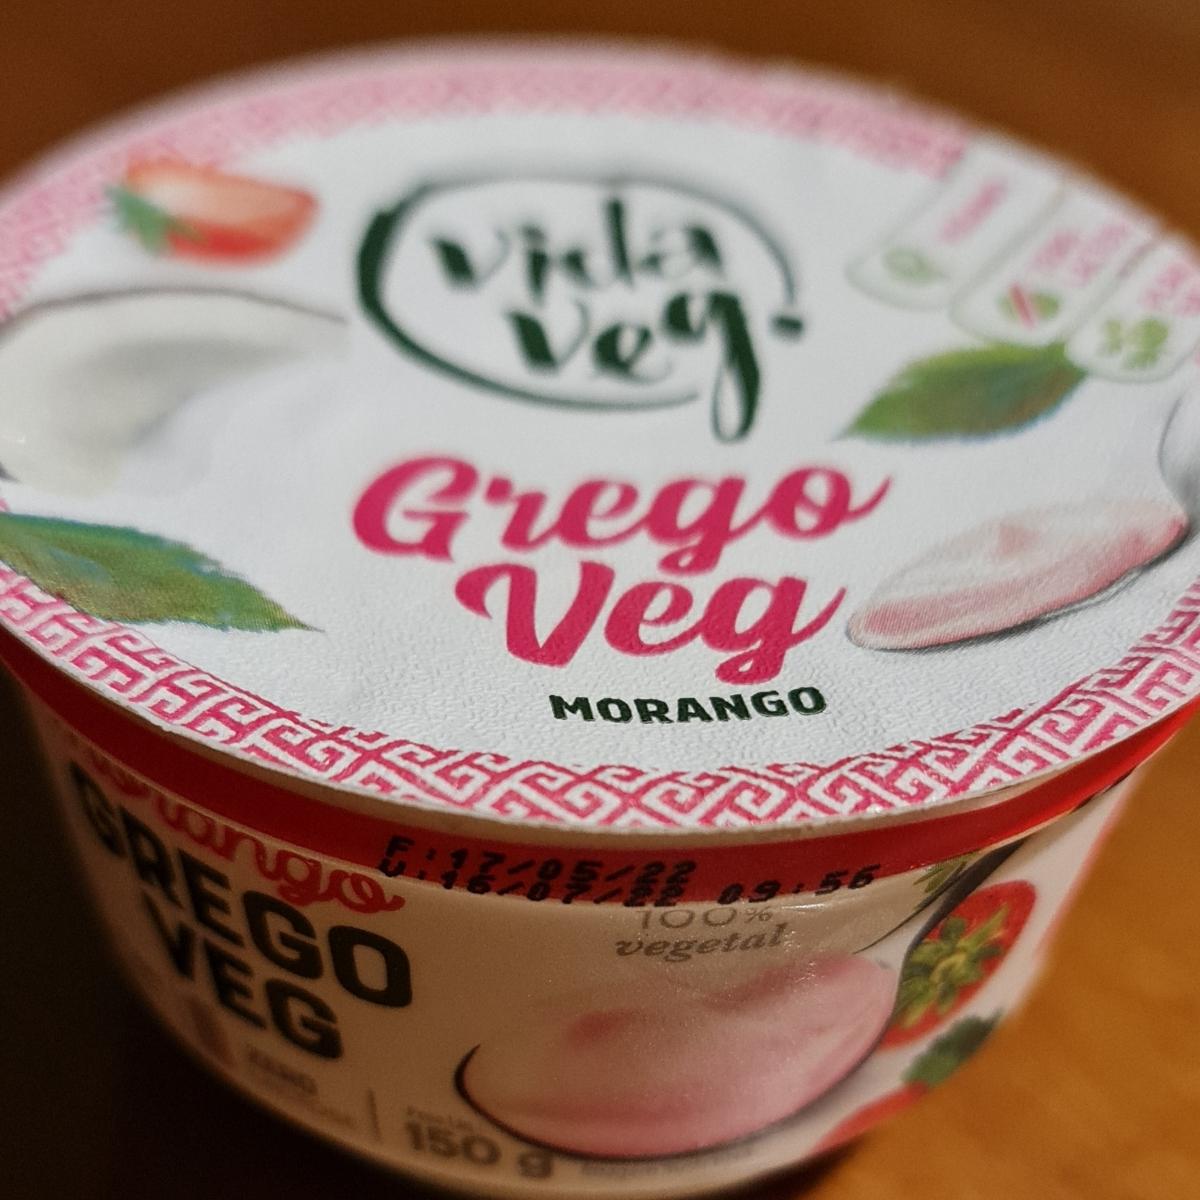 vida
veg.
Grego
Veg
MORANGO
Morango
GREGO
VEG
F:17/05/22
V:16/07/22 09:56
100%
vegetal
ZERO
150 g